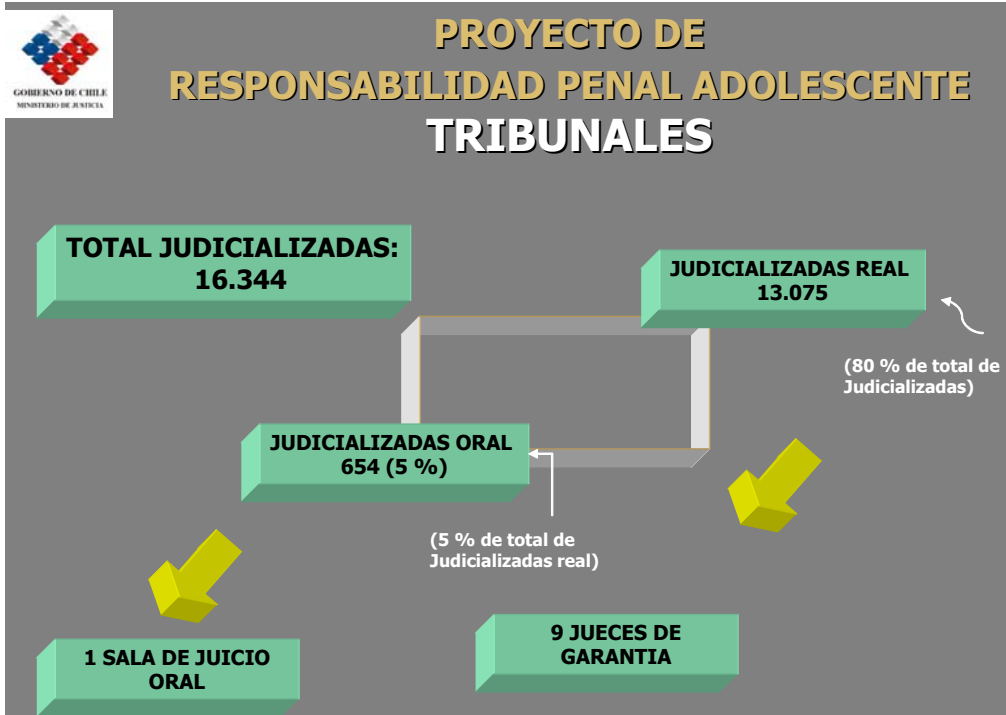 GOBIERNO DE CHILE
MINISTERIO DE JUSTICIA
PROYECTO DE
RESPONSABILIDAD PENAL ADOLESCENTE
TRIBUNALES
TOTAL JUDICIALIZADAS:
16.344
JUDICIALIZADAS REAL
13.075
(80 % de total de
Judicializadas)
JUDICIALIZADAS ORAL
654 (5 %)
(5 % de total de
Judicializadas real)
1 SALA DE JUICIO
ORAL
9 JUECES DE
GARANTIA